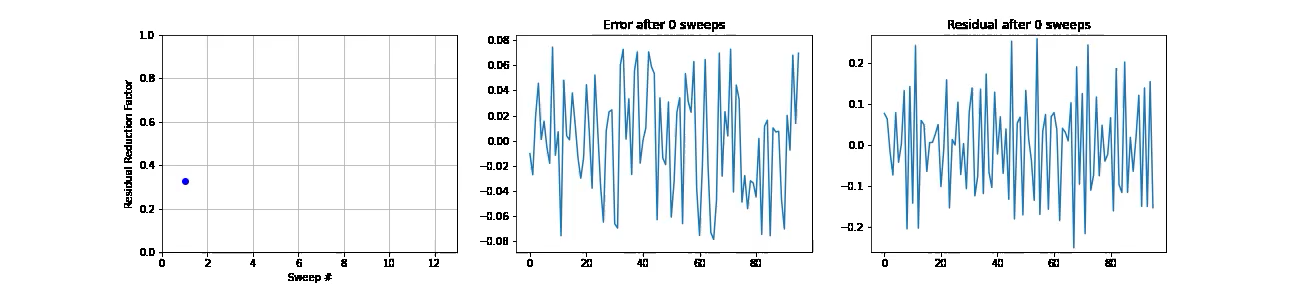 Error after 0 sweeps
Residual after 0 sweeps
Residual Reduction Factor
1.0
0.8
0.6
0.4
0.2
0.0
0 2 4 6 8 10 12
Sweep #
0.08
0.06
0.04
0.02
0.00
−0.02
−0.04
−0.06
−0.08
0 20 40 60 80
0.2
0.1
0.0
−0.1
−0.2
0 20 40 60 80